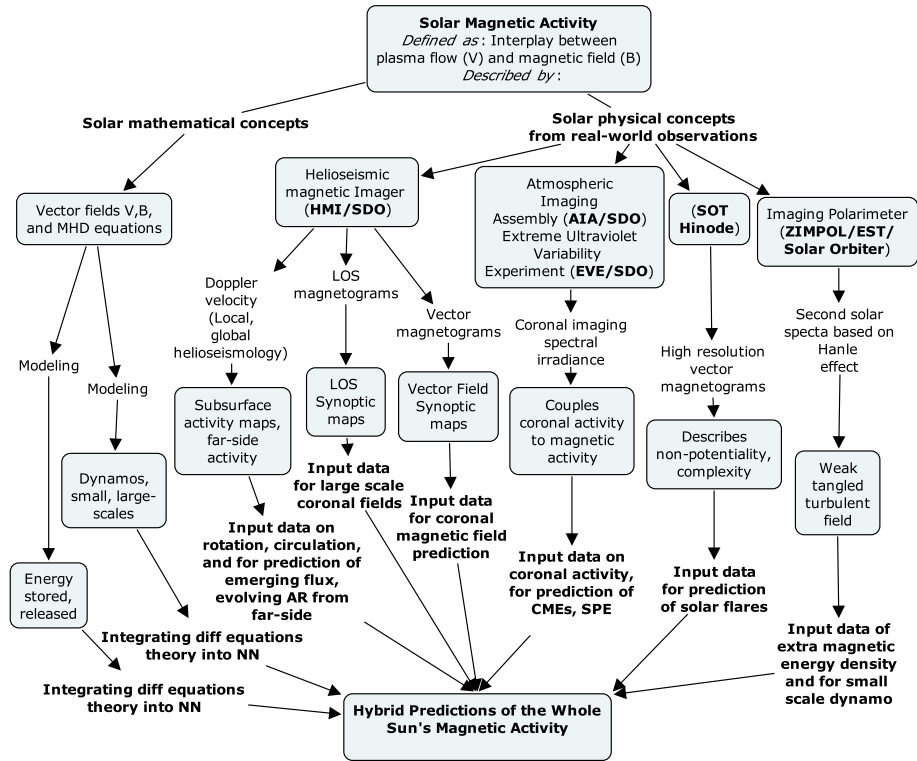 Solar Magnetic Activity
Defined as: Interplay between
plasma flow (V) and magnetic field (B)
Described by:
Solar mathematical concepts
Solar physical concepts
from real-world observations
Vector fields V,B,
and MHD equations
Helioseismic
magnetic Imager
(HMI/SDO)
Atmospheric
Imaging
Assembly (AIA/SDO)
Extreme Ultraviolet
Variability
Experiment (EVE/SDO)
(SOT
Hinode)
Imaging Polarimeter
(ZIMPOL/EST/
Solar Orbiter)
Modeling
Modeling
Doppler
velocity
(Local,
global
helioseismology)
LOS
magnetograms
Vector
magnetograms
Coronal imaging
spectral
irradiance
High resolution
vector
magnetograms
Second solar
specta based on
Hanle
effect
Energy
stored,
released
Dynamos,
small, large-
scales
Subsurface
activity maps,
far-side
activity
LOS
Synoptic
maps
Vector Field
Synoptic
maps
Couples
coronal activity
to magnetic
activity
Describes
non-potentiality,
complexity
Weak
tangled
turbulent
field
Input data on
rotation, circulation,
and for prediction of
emerging flux,
evolving AR from
far-side
Input data
for large scale
coronal fields
Input data
for coronal
magnetic field
prediction
Input data on
coronal activity,
for prediction of
CMEs, SPE
Input data
for prediction
of solar flares
Input data of
extra magnetic
energy density
and for small
scale dynamo
Integrating diff equations
theory into NN
Integrating diff equations
theory into NN
Hybrid Predictions of the Whole
Sun's Magnetic Activity